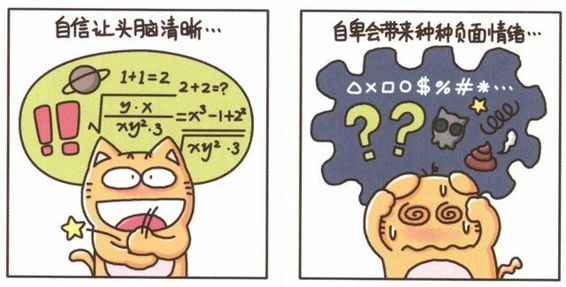 自信让头脑清晰…
1+1=2
2+2=?
!!
√(y·x / xy²·3) = x³-1+2²
√(xy²·3)
自卑会带来种种负面情绪…
△×□○$%#*…
??